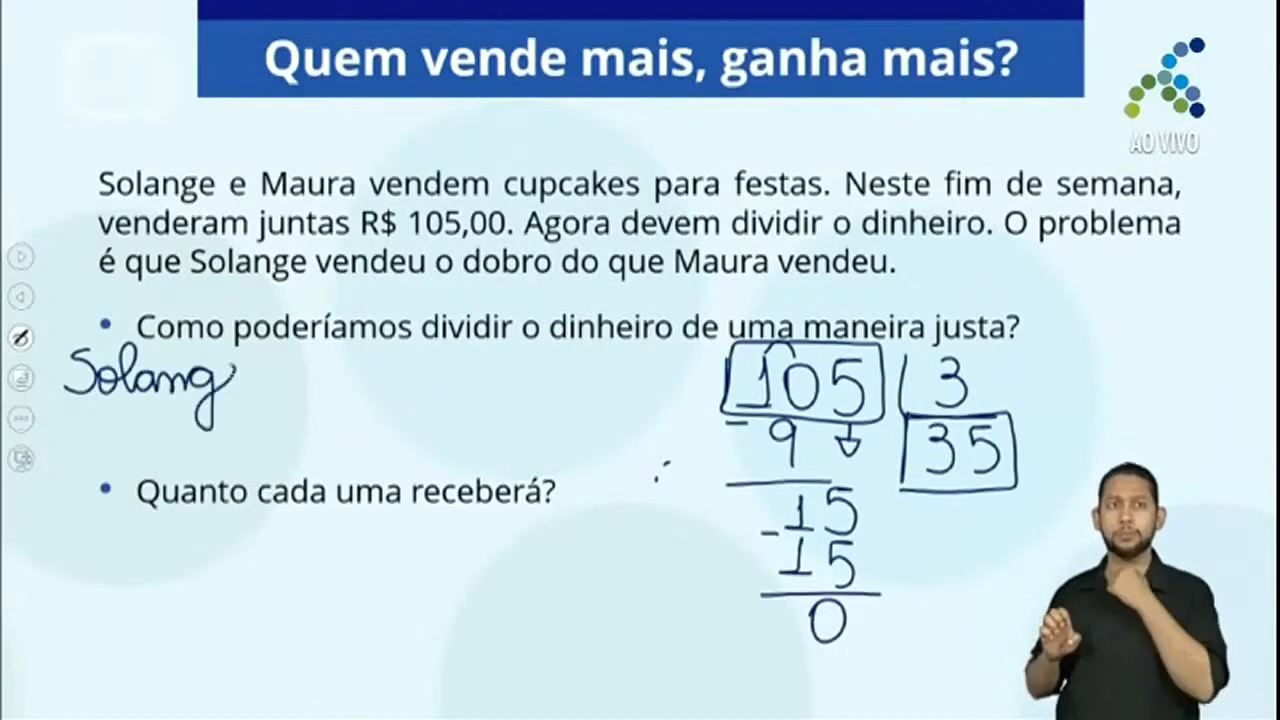 Quem vende mais, ganha mais?
AO VIVO
Solange e Maura vendem cupcakes para festas. Neste fim de semana,
venderam juntas R$ 105,00. Agora devem dividir o dinheiro. O problema
é que Solange vendeu o dobro do que Maura vendeu.
• Como poderíamos dividir o dinheiro de uma maneira justa?
Solang
105 3
- 9 35
15
- 15
0
• Quanto cada uma receberá?